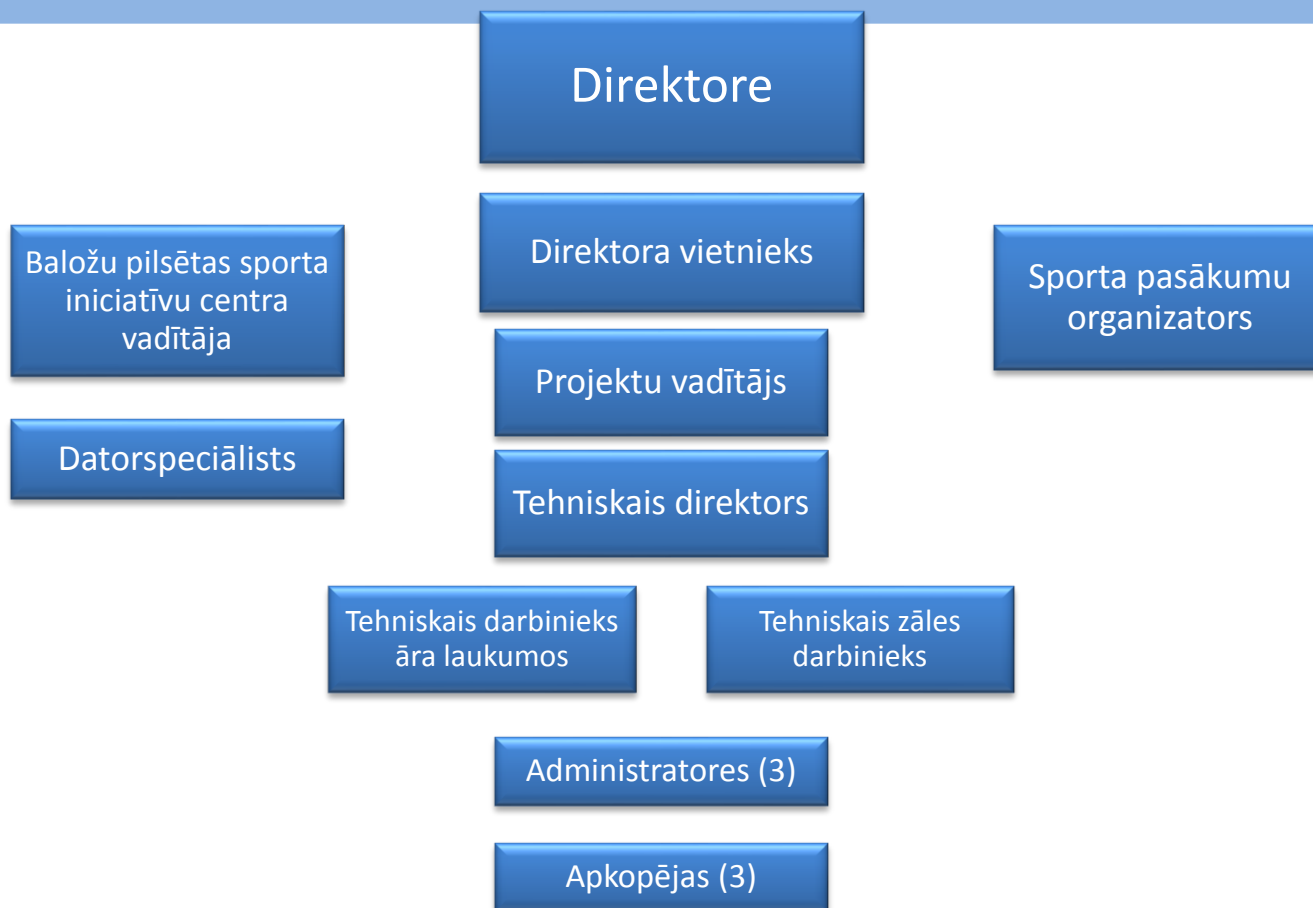 Direktore
Direktora vietnieks
Baložu pilsētas sporta
iniciatīvu centra
vadītāja
Sporta pasākumu
organizators
Projektu vadītājs
Datorspeciālists
Tehniskais direktors
Tehniskais darbinieks
āra laukumos
Tehniskais zāles
darbinieks
Administratores (3)
Apkopējas (3)